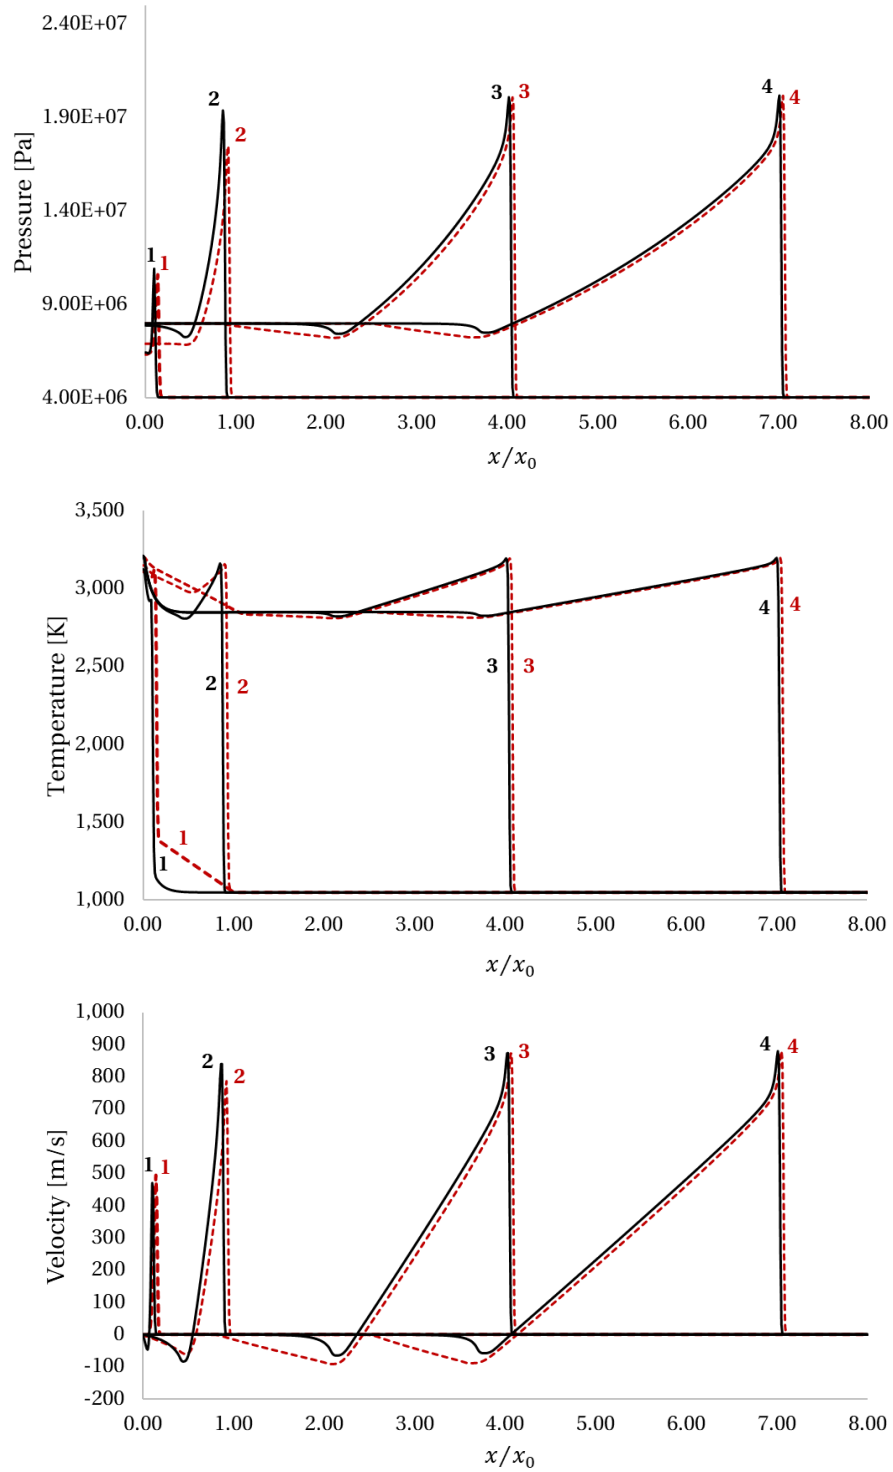 2.40E+07
1.90E+07
1.40E+07
9.00E+06
4.00E+06
Pressure [Pa]
1 1
2 2
3 3
4 4
0.00 1.00 2.00 3.00 4.00 5.00 6.00 7.00 8.00
x/x0
3,500
3,000
2,500
2,000
1,500
1,000
Temperature [K]
1 1
2 2
3 3
4 4
0.00 1.00 2.00 3.00 4.00 5.00 6.00 7.00 8.00
x/x0
1,000
900
800
700
600
500
400
300
200
100
0
-100
-200
Velocity [m/s]
1 1
2 2
3 3
4 4
0.00 1.00 2.00 3.00 4.00 5.00 6.00 7.00 8.00
x/x0